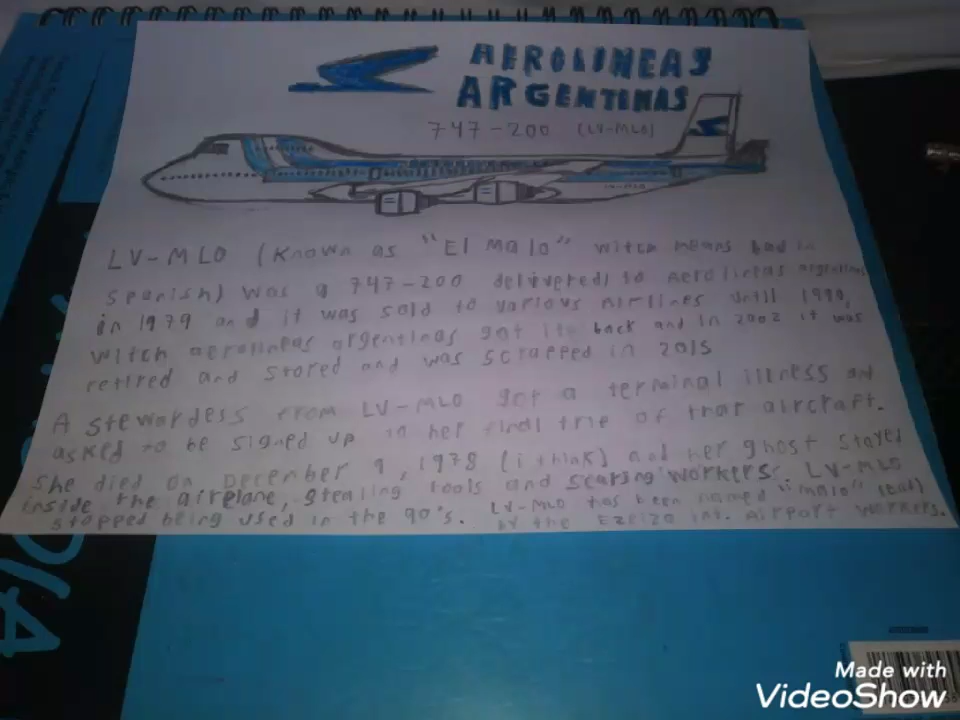 AEROLINEAS
ARGENTINAS
747-200 (LV-MLO)
LV-MLO
LV-MLO (Known as "El Malo" witch means bad in
spanish) was a 747-200 delivered to Aerolineas argentinas
in 1979 and it was sold to various Airlines until 1990,
witch aerolineas argentinas got it back and in 2002 it was
retired and stored and was scrapped in 2015
A stewardess from LV-MLO got a terminal illness and
asked to be signed up to her final trie of that aircraft.
She died on December 9, 1978 (i think) and her ghost stayed
inside the airplane, stealing tools and scaring workers. LV-MLO
stopped being used in the 90's. LV-MLO has been named "malo" (bad)
by the Ezeiza int. Airport workers.
Made with
VideoShow